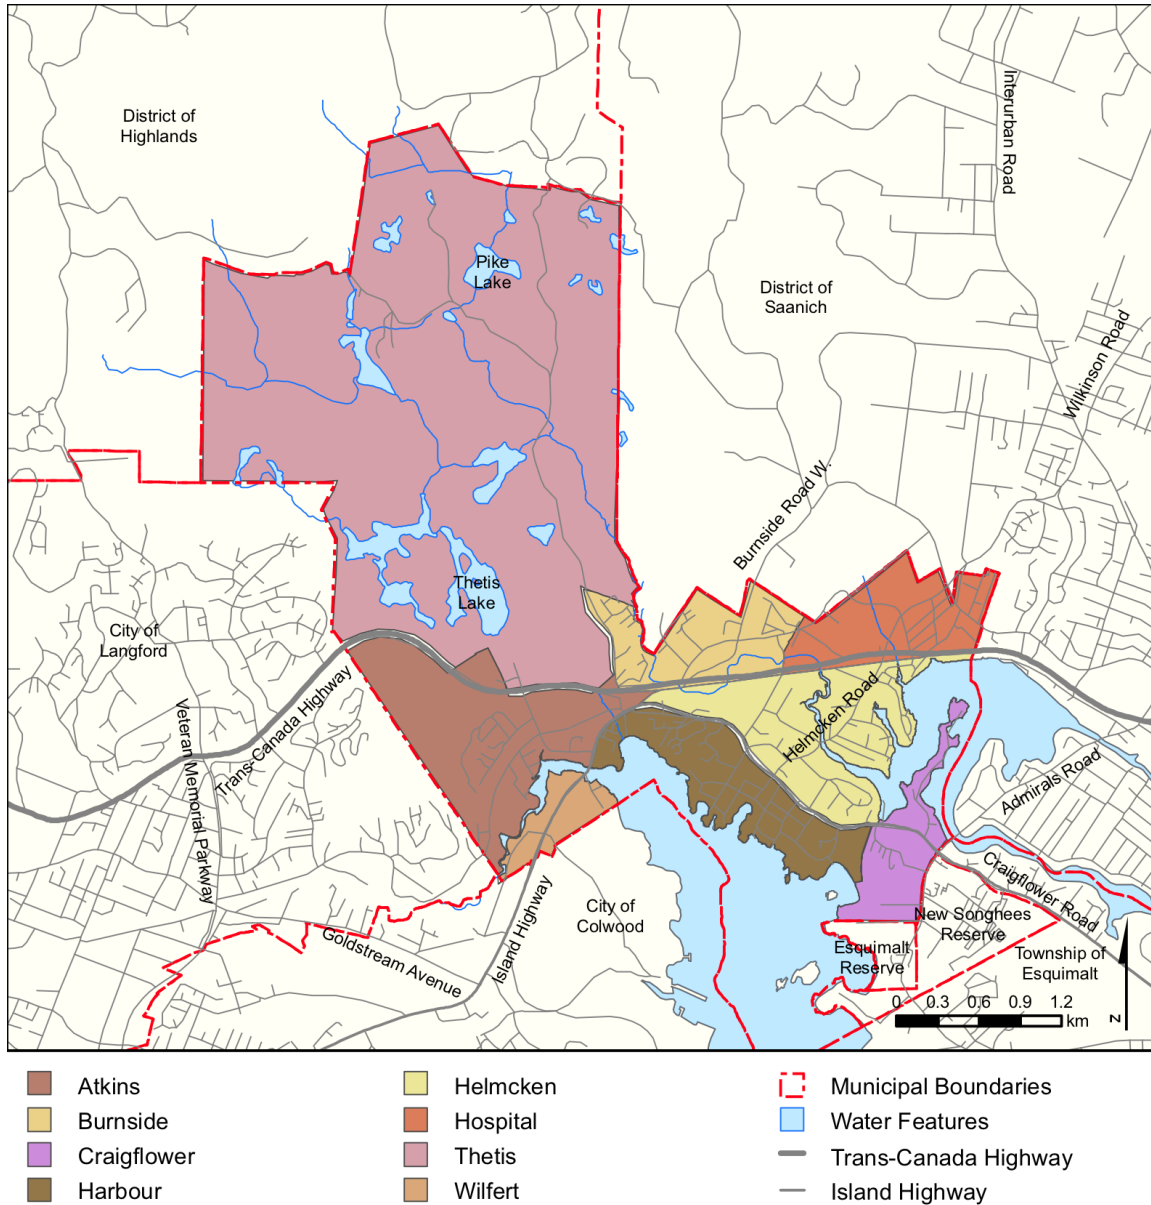 District of
Highlands
Interurban Road
Pike
Lake
District of
Saanich
Wilkinson Road
Burnside Road W.
Thetis
Lake
City of
Langford
Trans-Canada Highway
Veteran Memorial Parkway
Helmcken Road
Admirals Road
Craigflower Road
City of
Colwood
New Songhees
Reserve
Goldstream Avenue
Island Highway
Esquimalt
Reserve
Township of
Esquimalt
0 0.3 0.6 0.9 1.2
km
N
Atkins
Burnside
Craigflower
Harbour
Helmcken
Hospital
Thetis
Wilfert
Municipal Boundaries
Water Features
Trans-Canada Highway
Island Highway